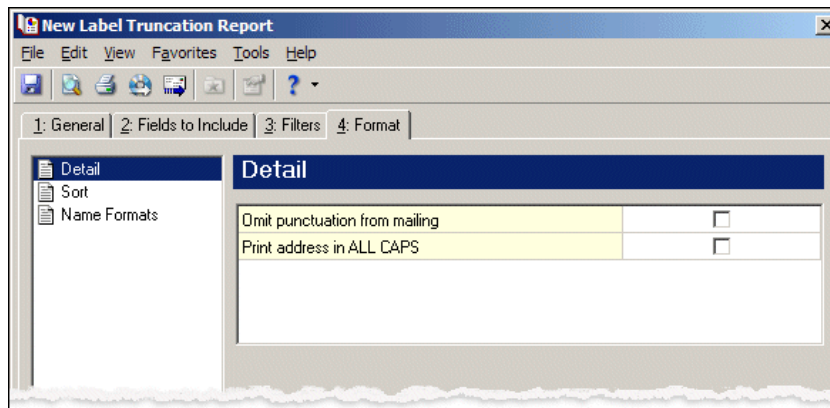 New Label Truncation Report
File Edit View Favorites Tools Help
1: General 2: Fields to Include 3: Filters 4: Format
Detail
Sort
Name Formats
Detail
Omit punctuation from mailing
Print address in ALL CAPS